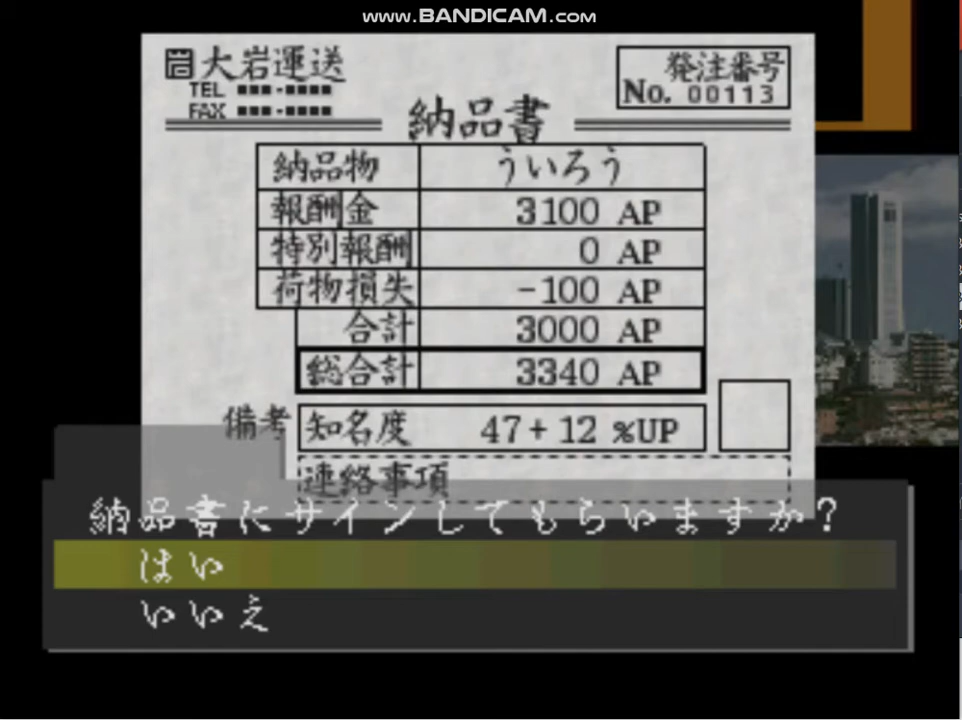 www.BANDICAM.com
大岩運送
TEL ■■■-■■■■
FAX ■■■-■■■■
発注番号
No. 00113
納品書
納品物 ういろう
報酬金 3100 AP
特別報酬 0 AP
荷物損失 -100 AP
合計 3000 AP
総合計 3340 AP
備考 知名度 47+12 %UP
連絡事項
納品書にサインしてもらいますか?
はい
いいえ